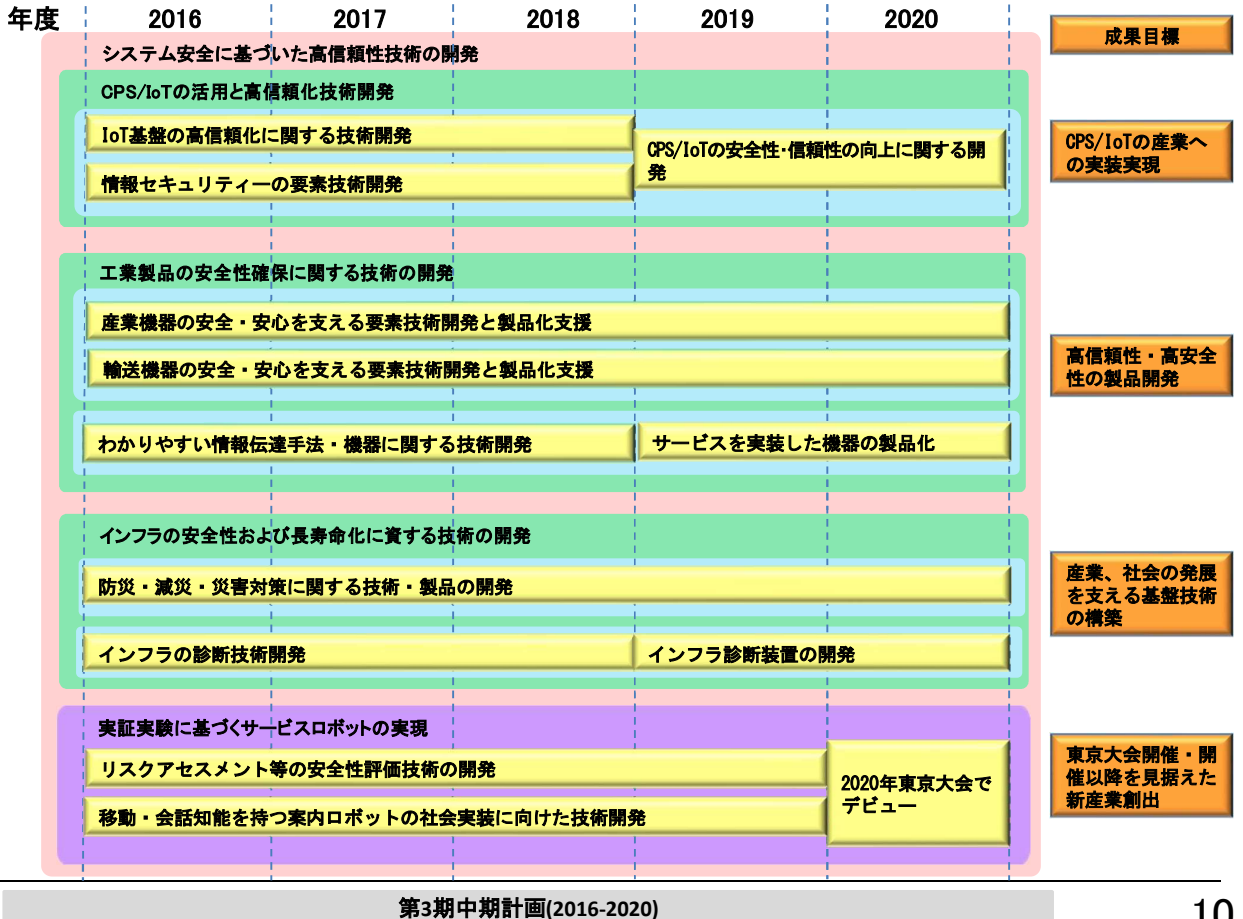 年度 2016 2017 2018 2019 2020
成果目標
システム安全に基づいた高信頼性技術の開発
CPS/IoTの活用と高信頼化技術開発
IoT基盤の高信頼化に関する技術開発
情報セキュリティーの要素技術開発
CPS/IoTの安全性・信頼性の向上に関する開
発
CPS/IoTの産業へ
の実装実現
工業製品の安全性確保に関する技術の開発
産業機器の安全・安心を支える要素技術開発と製品化支援
輸送機器の安全・安心を支える要素技術開発と製品化支援
わかりやすい情報伝達手法・機器に関する技術開発
サービスを実装した機器の製品化
高信頼性・高安全
性の製品開発
インフラの安全性および長寿命化に資する技術の開発
防災・減災・災害対策に関する技術・製品の開発
インフラの診断技術開発
インフラ診断装置の開発
産業、社会の発展
を支える基盤技術
の構築
実証実験に基づくサービスロボットの実現
リスクアセスメント等の安全性評価技術の開発
移動・会話知能を持つ案内ロボットの社会実装に向けた技術開発
2020年東京大会で
デビュー
東京大会開催・開
催以降を見据えた
新産業創出
第3期中期計画(2016-2020)
10